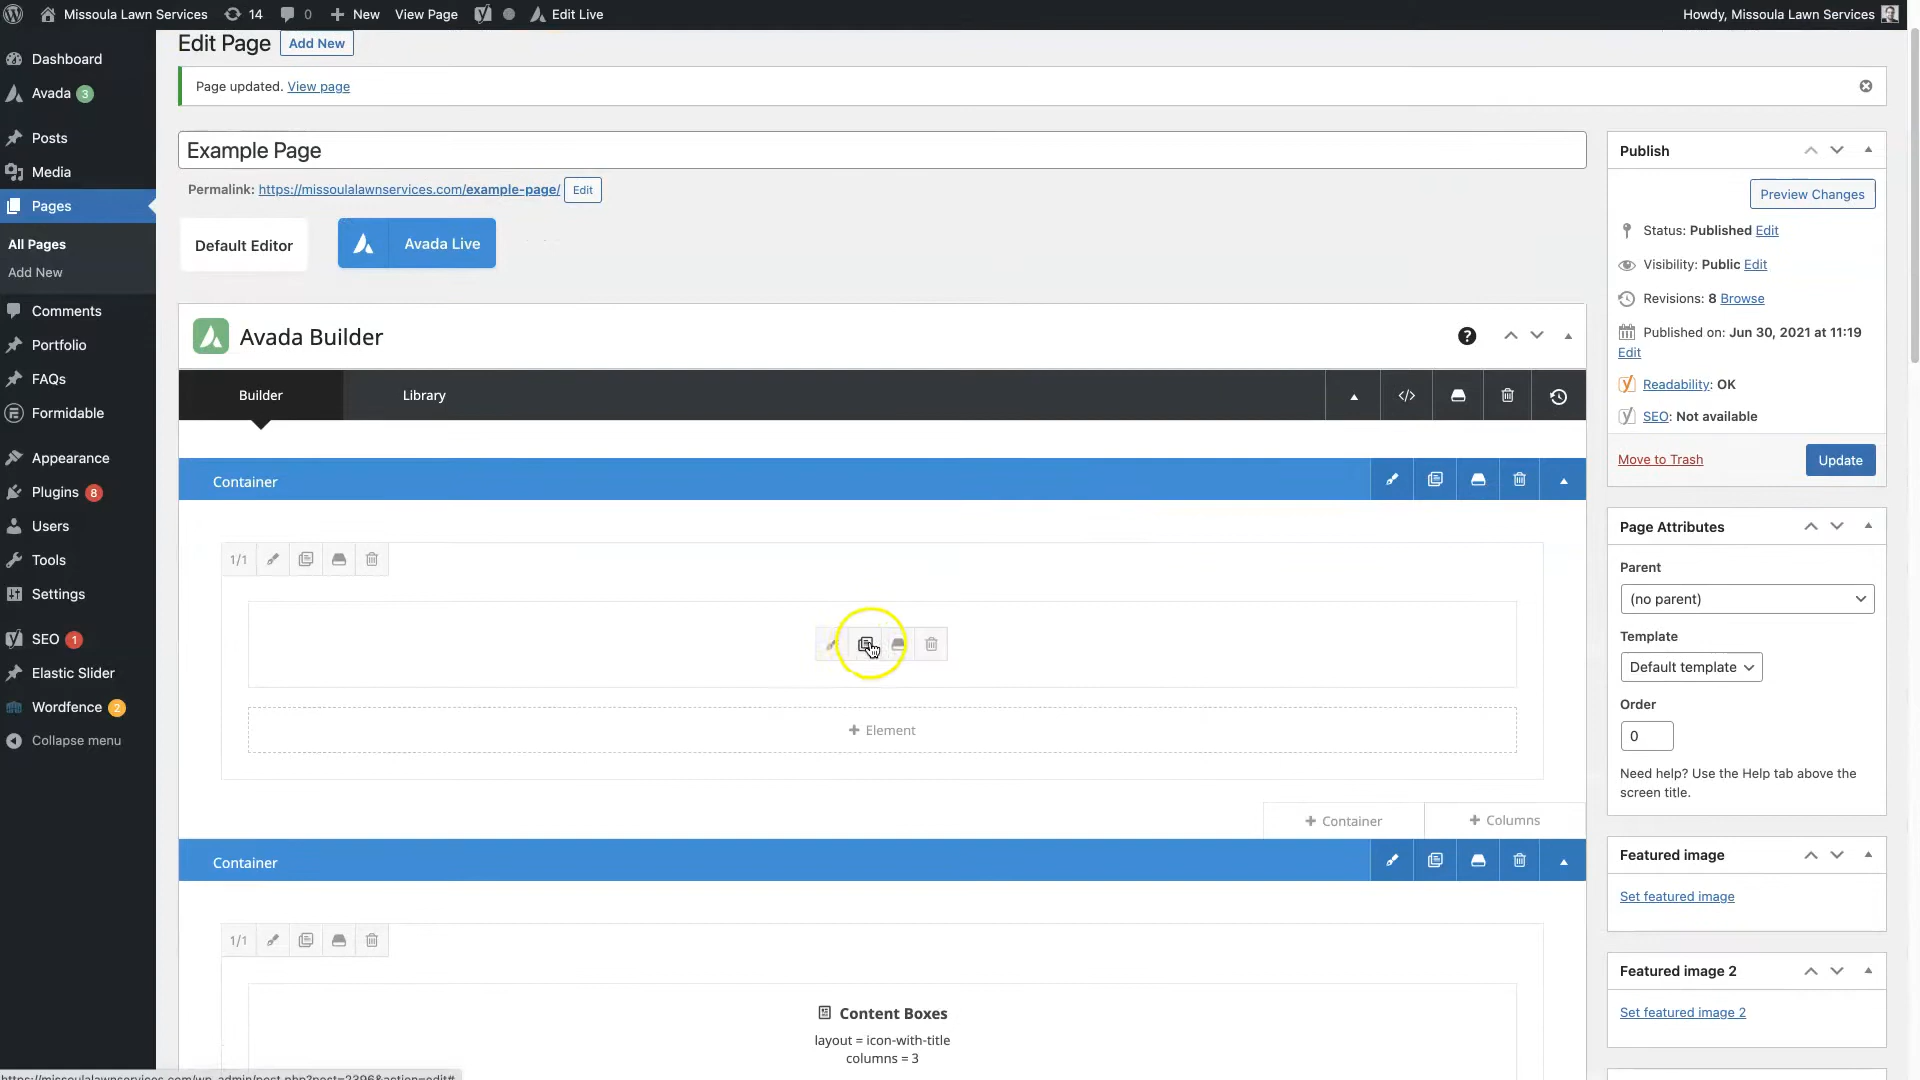 Missoula Lawn Services
14
0
New
View Page
Edit Live
Howdy, Missoula Lawn Services
Dashboard
Avada 3
Posts
Media
Pages
All Pages
Add New
Comments
Portfolio
FAQs
Formidable
Appearance
Plugins 8
Users
Tools
Settings
SEO 1
Elastic Slider
Wordfence 2
Collapse menu
Edit Page
Add New
Page updated. View page
Example Page
Permalink: https://missoulalawnservices.com/example-page/ Edit
Default Editor
Avada Live
Avada Builder
?
Builder
Library
</>
Container
1/1
+ Element
+ Container
+ Columns
Container
1/1
Content Boxes
layout = icon-with-title
columns = 3
Publish
Preview Changes
Status: Published Edit
Visibility: Public Edit
Revisions: 8 Browse
Published on: Jun 30, 2021 at 11:19
Edit
Readability: OK
SEO: Not available
Move to Trash
Update
Page Attributes
Parent
(no parent)
Template
Default template
Order
0
Need help? Use the Help tab above the
screen title.
Featured image
Set featured image
Featured image 2
Set featured image 2